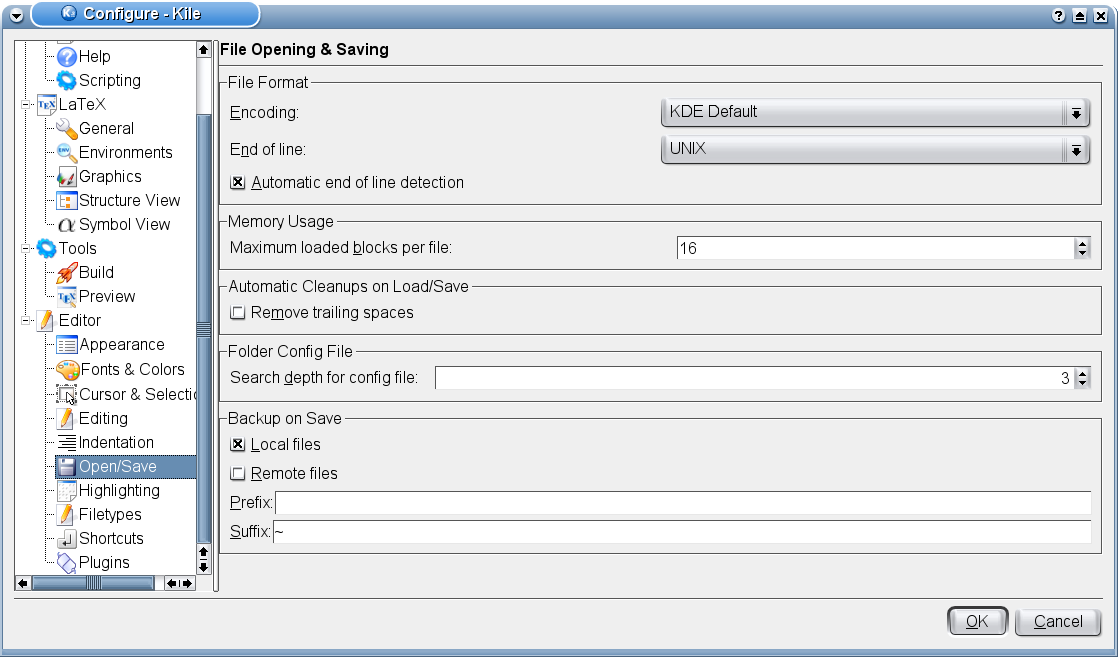 Configure - Kile
Help
Scripting
LaTeX
General
Environments
Graphics
Structure View
Symbol View
Tools
Build
Preview
Editor
Appearance
Fonts & Colors
Cursor & Selectio
Editing
Indentation
Open/Save
Highlighting
Filetypes
Shortcuts
Plugins
File Opening & Saving
File Format
Encoding: KDE Default
End of line: UNIX
Automatic end of line detection
Memory Usage
Maximum loaded blocks per file: 16
Automatic Cleanups on Load/Save
Remove trailing spaces
Folder Config File
Search depth for config file: 3
Backup on Save
Local files
Remote files
Prefix:
Suffix: ~
OK Cancel